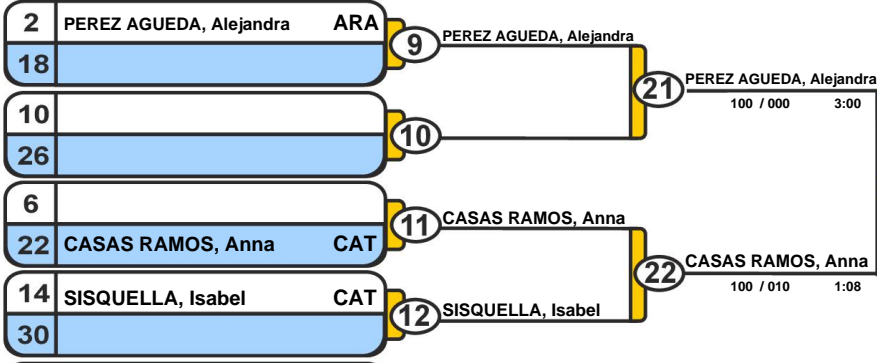 2 PEREZ AGUEDA, Alejandra ARA
18
9 PEREZ AGUEDA, Alejandra
10
26
10
21 PEREZ AGUEDA, Alejandra
100 / 000 3:00
6
22 CASAS RAMOS, Anna CAT
11 CASAS RAMOS, Anna
14 SISQUELLA, Isabel CAT
30
12 SISQUELLA, Isabel
22 CASAS RAMOS, Anna
100 / 010 1:08